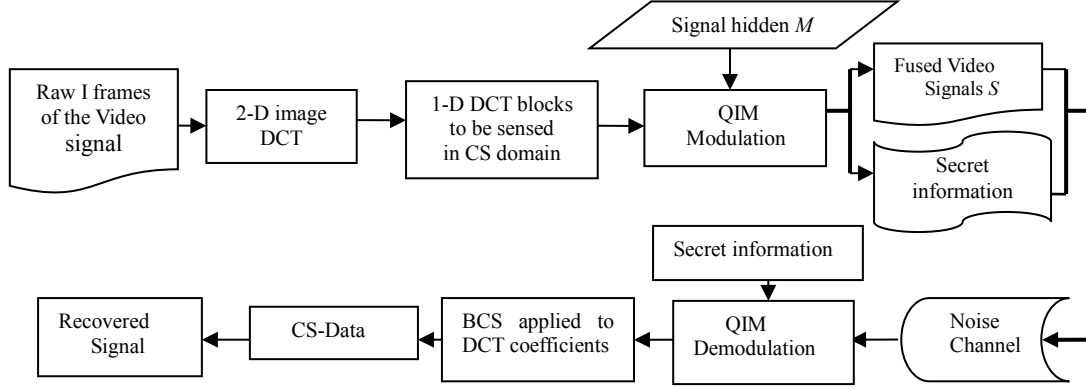 Signal hidden M
Raw I frames
of the Video
signal
2-D image
DCT
1-D DCT blocks
to be sensed
in CS domain
QIM
Modulation
Fused Video
Signals S
Secret
information
Secret information
Recovered
Signal
CS-Data
BCS applied to
DCT coefficients
QIM
Demodulation
Noise
Channel